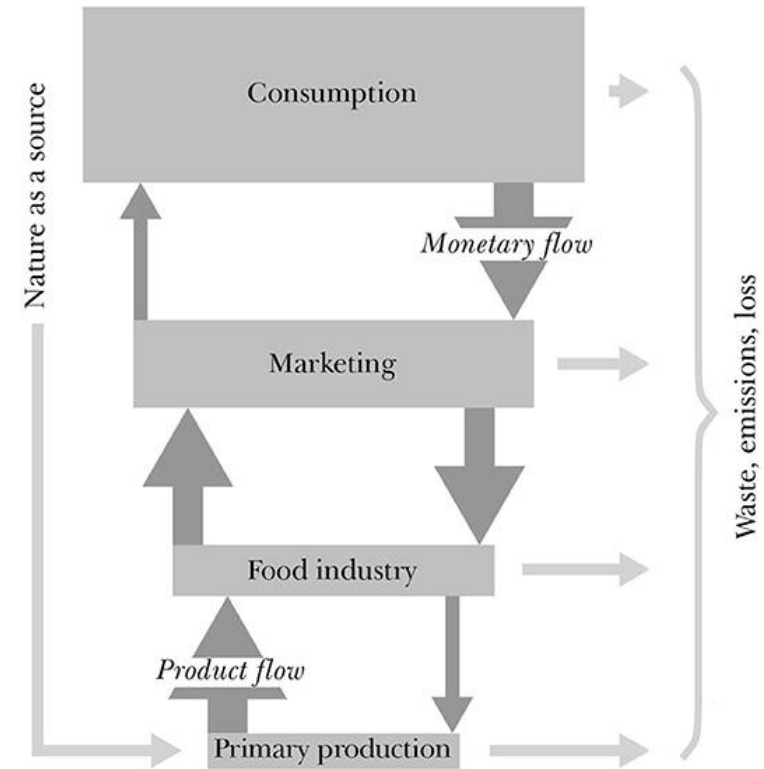 Consumption
Nature as a source
Monetary flow
Marketing
Waste, emissions, loss
Food industry
Product flow
Primary production